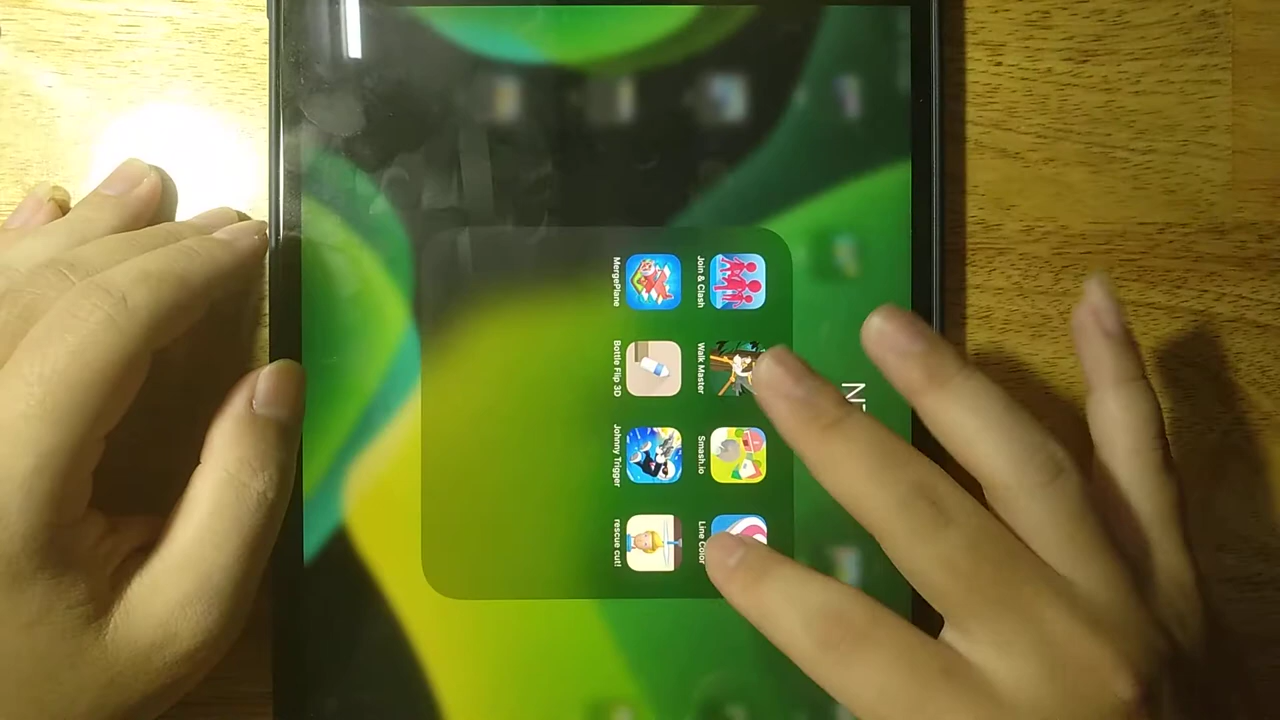 Join & Clash
Walk Master
Smash.io
Line Color
MergePlane
Bottle Flip 3D
Johnny Trigger
rescue cut!